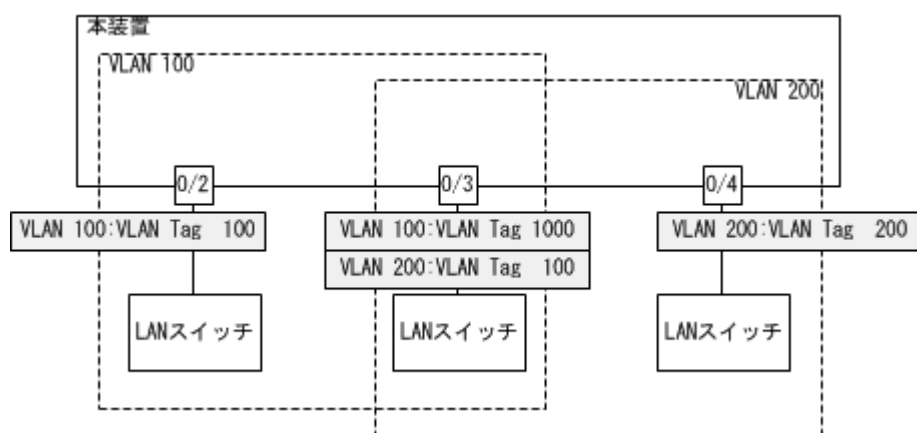 本装置
VLAN 100
VLAN 200
0/2
0/3
0/4
VLAN 100:VLAN Tag 100
VLAN 100:VLAN Tag 1000
VLAN 200:VLAN Tag 200
VLAN 200:VLAN Tag 100
LANスイッチ
LANスイッチ
LANスイッチ